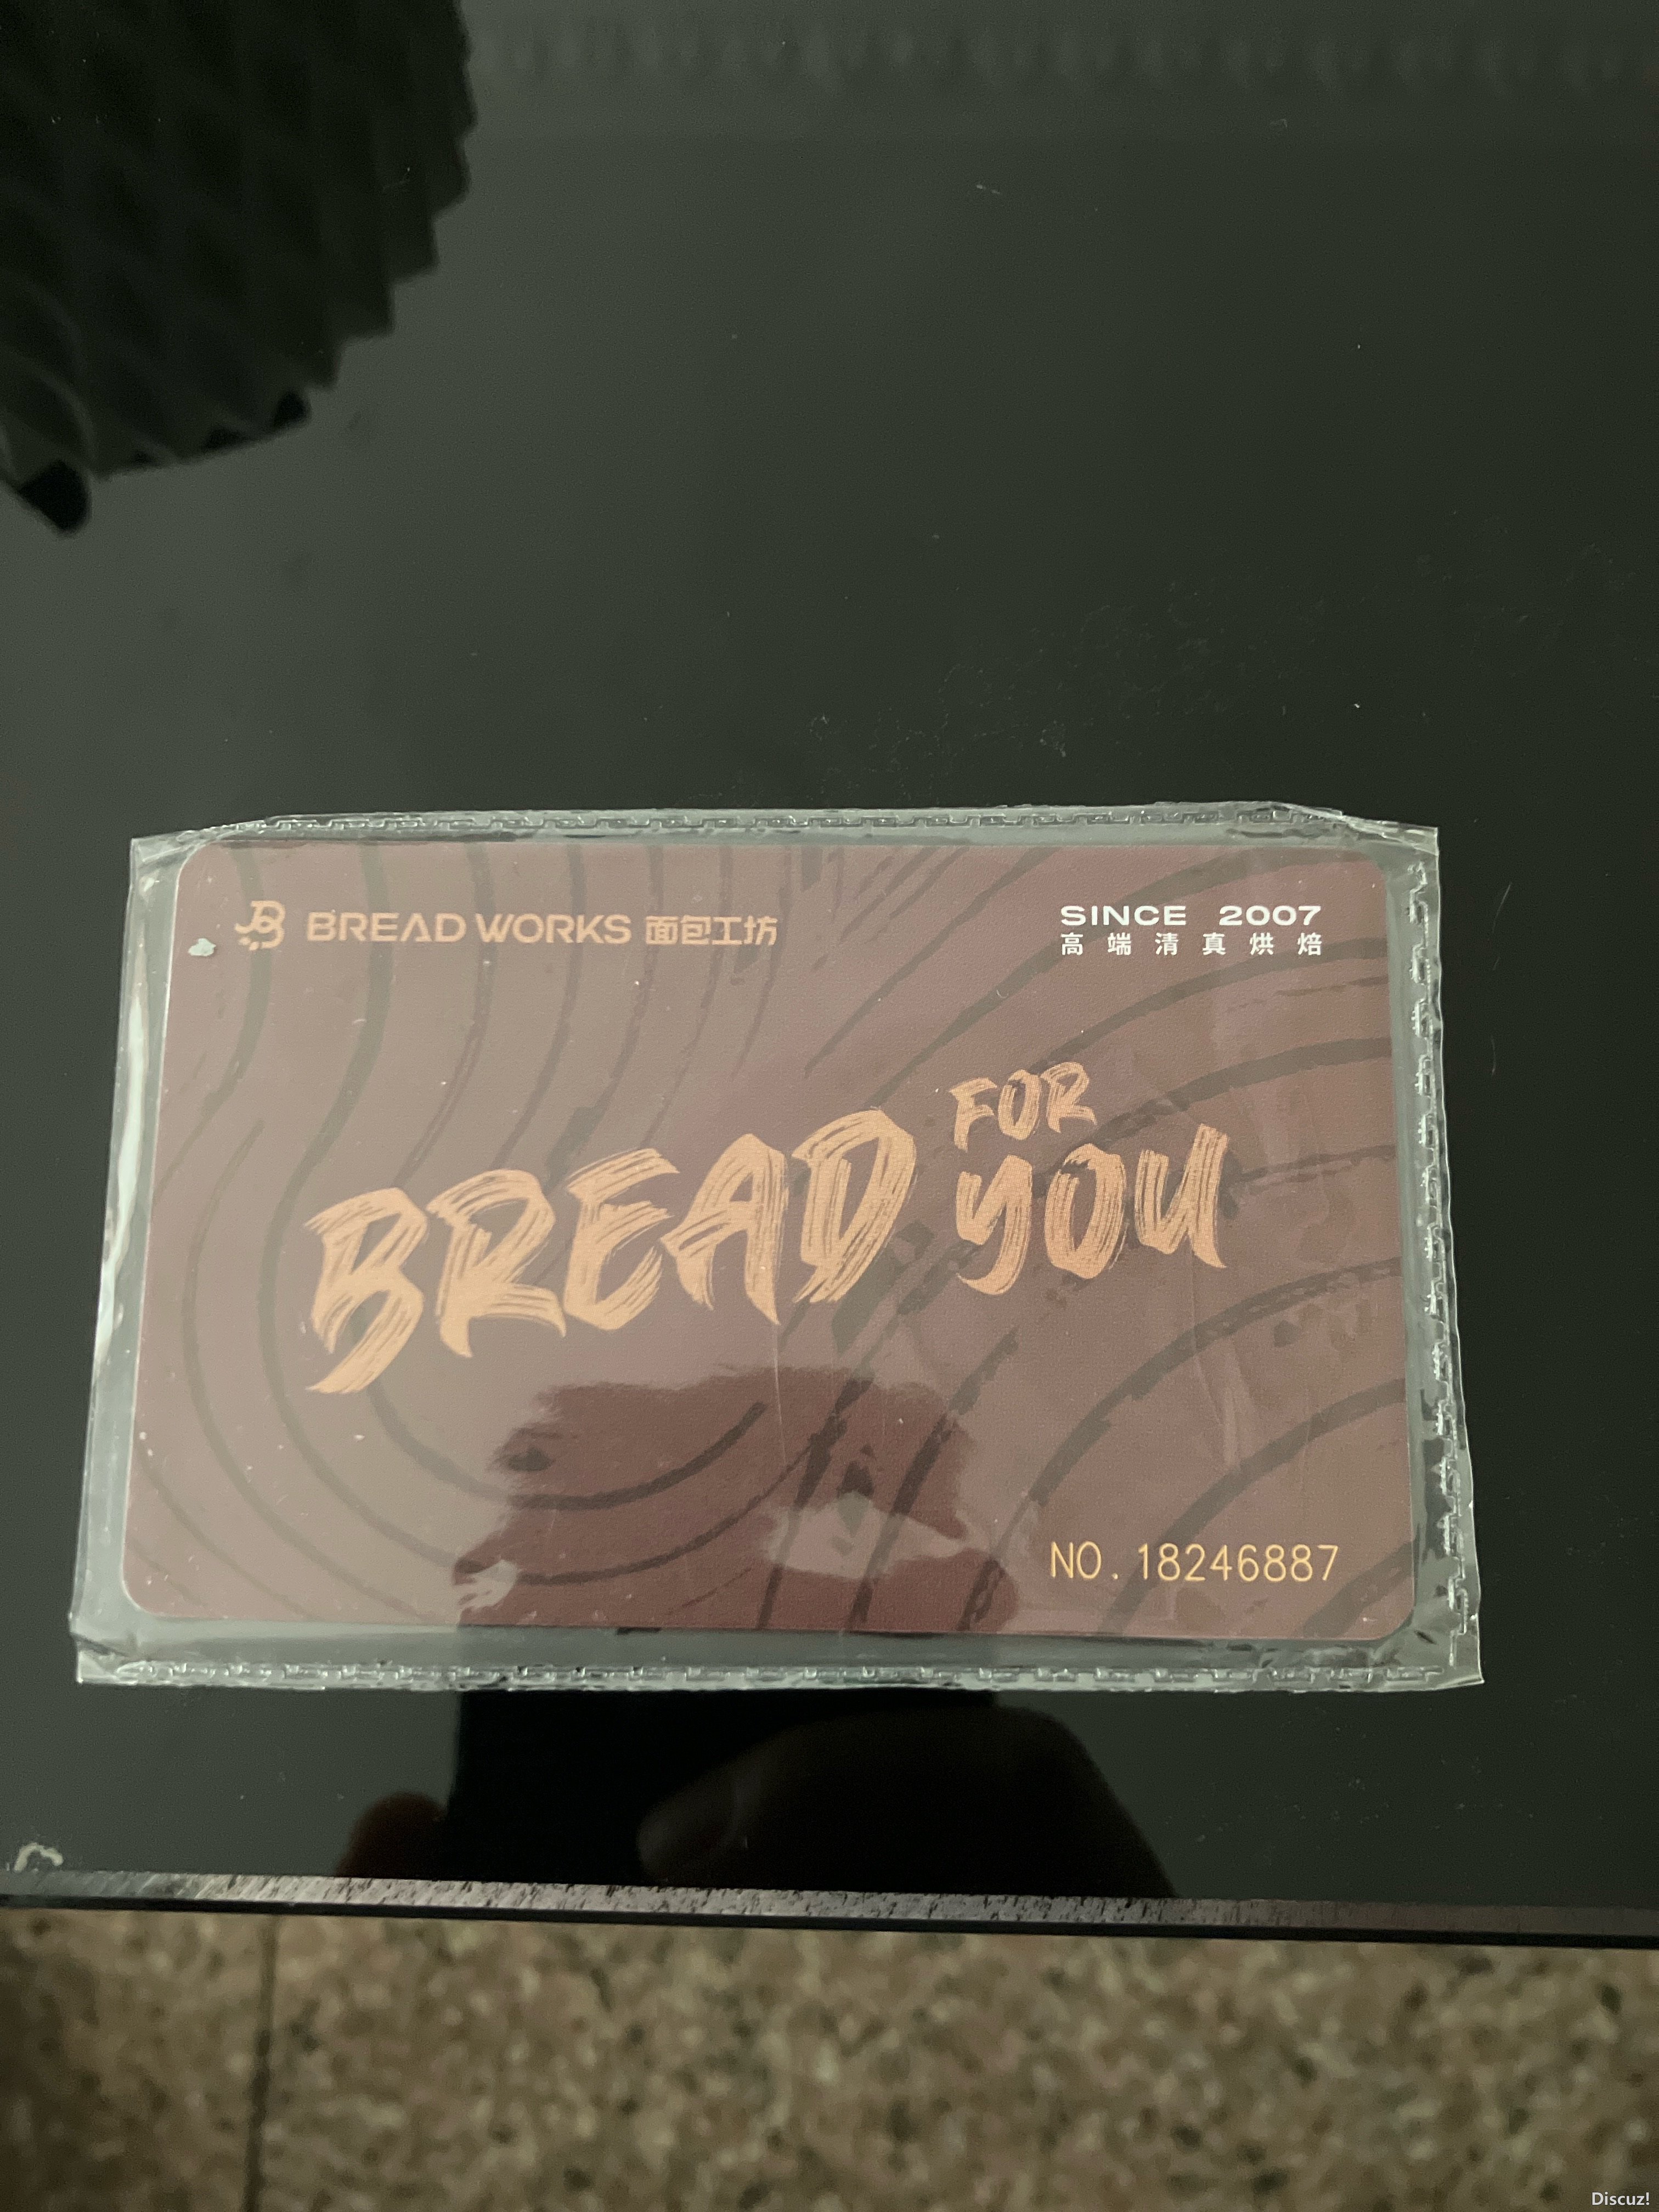 BREAD WORKS 面包工坊
SINCE 2007
高端清真烘焙
BREAD FOR YOU
NO.18246887
Discuz!